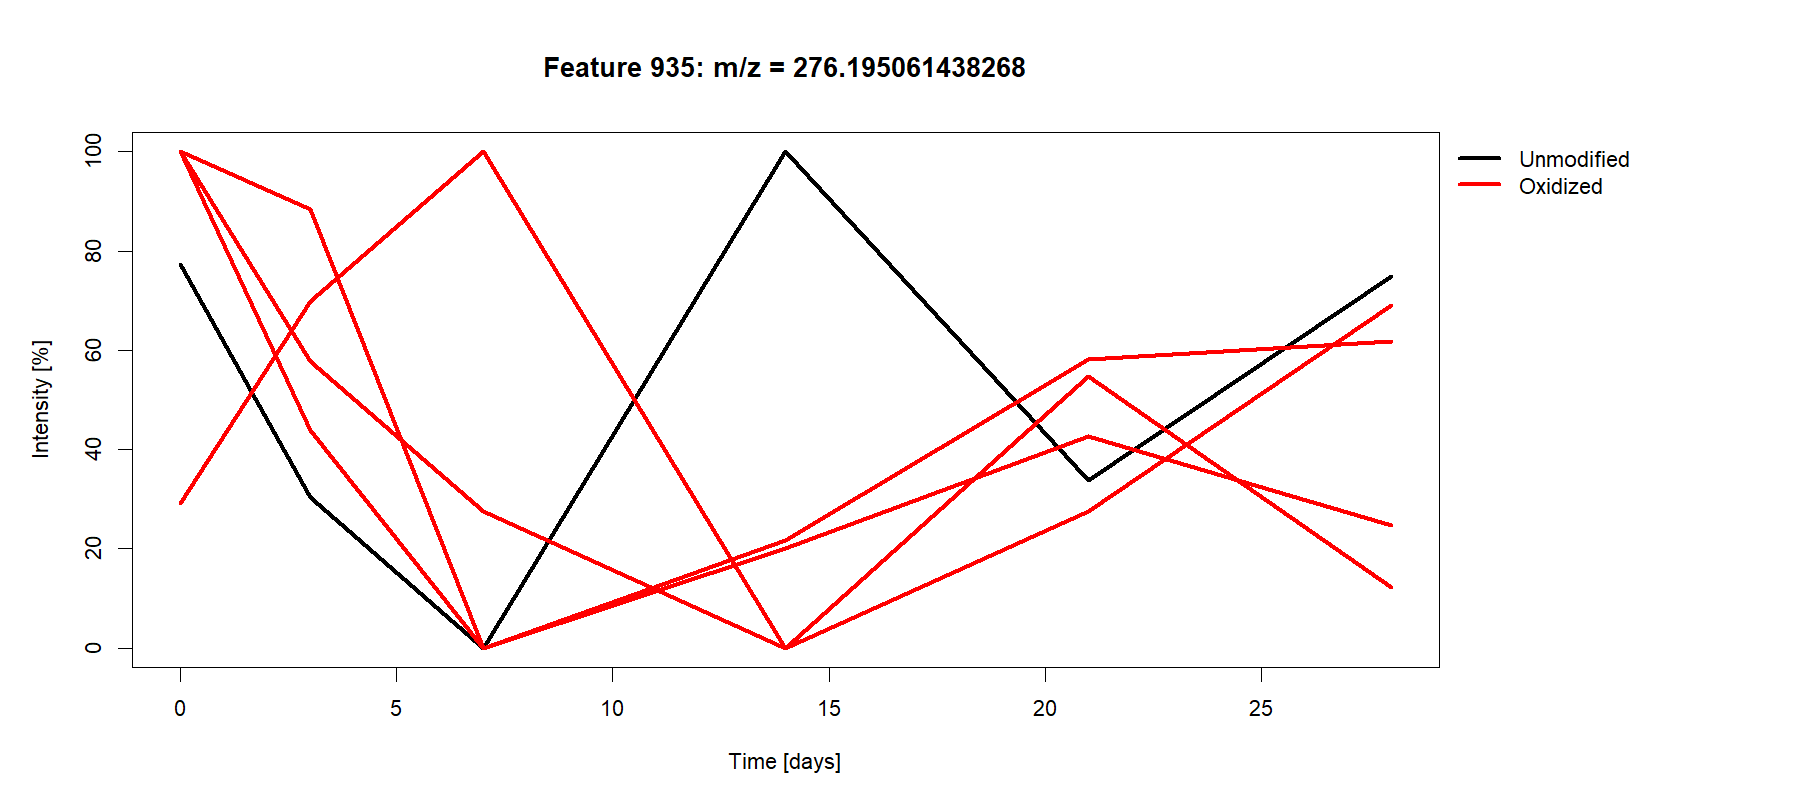 Feature 935: m/z = 276.195061438268
Unmodified
Oxidized
Intensity [%]
100
80
60
40
20
0
0 5 10 15 20 25
Time [days]